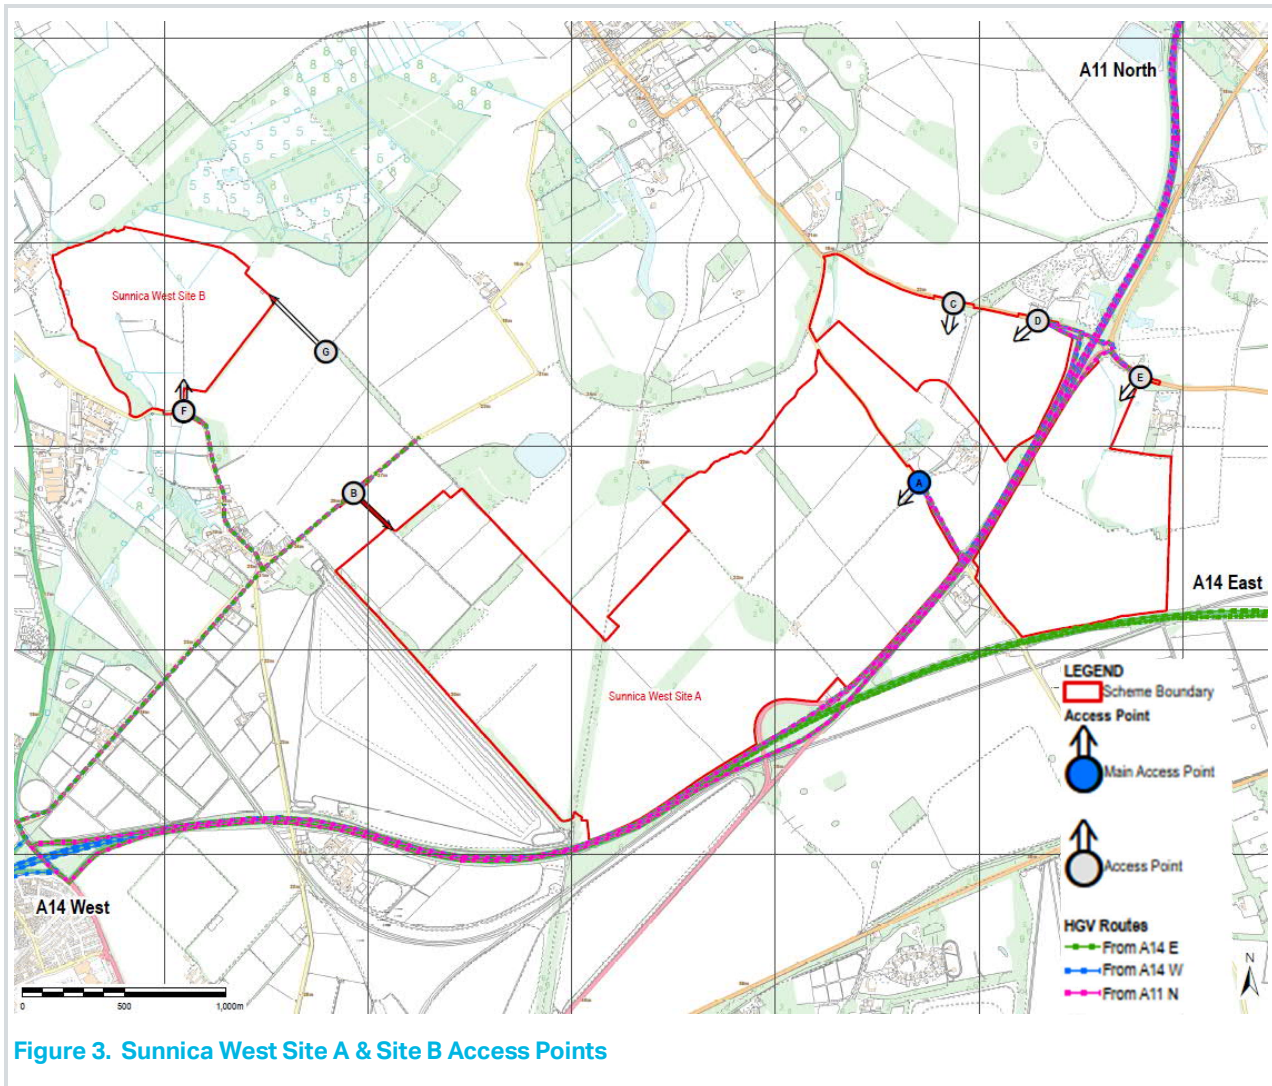 A11 North
Sunnica West Site B
C
D
G
E
F
A
B
A14 East
Sunnica West Site A
LEGEND
Scheme Boundary
Access Point
Main Access Point
Access Point
HGV Routes
From A14 E
From A14 W
From A11 N
A14 West
N
0 500 1,000m
Figure 3. Sunnica West Site A & Site B Access Points